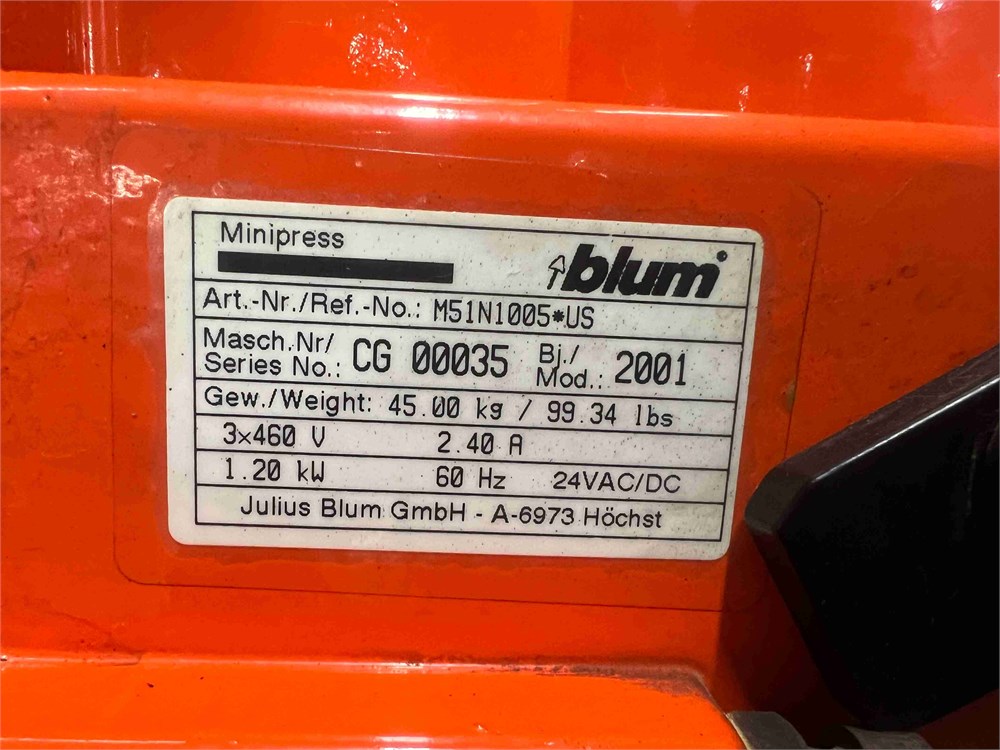 Minipress
blum
Art.-Nr./Ref.-No.: M51N1005*US
Masch.Nr/
Series No.: CG 00035 Bj./
Mod.: 2001
Gew./Weight: 45.00 kg / 99.34 lbs
3×460 V 2.40 A
1.20 kW 60 Hz 24VAC/DC
Julius Blum GmbH - A-6973 Höchst